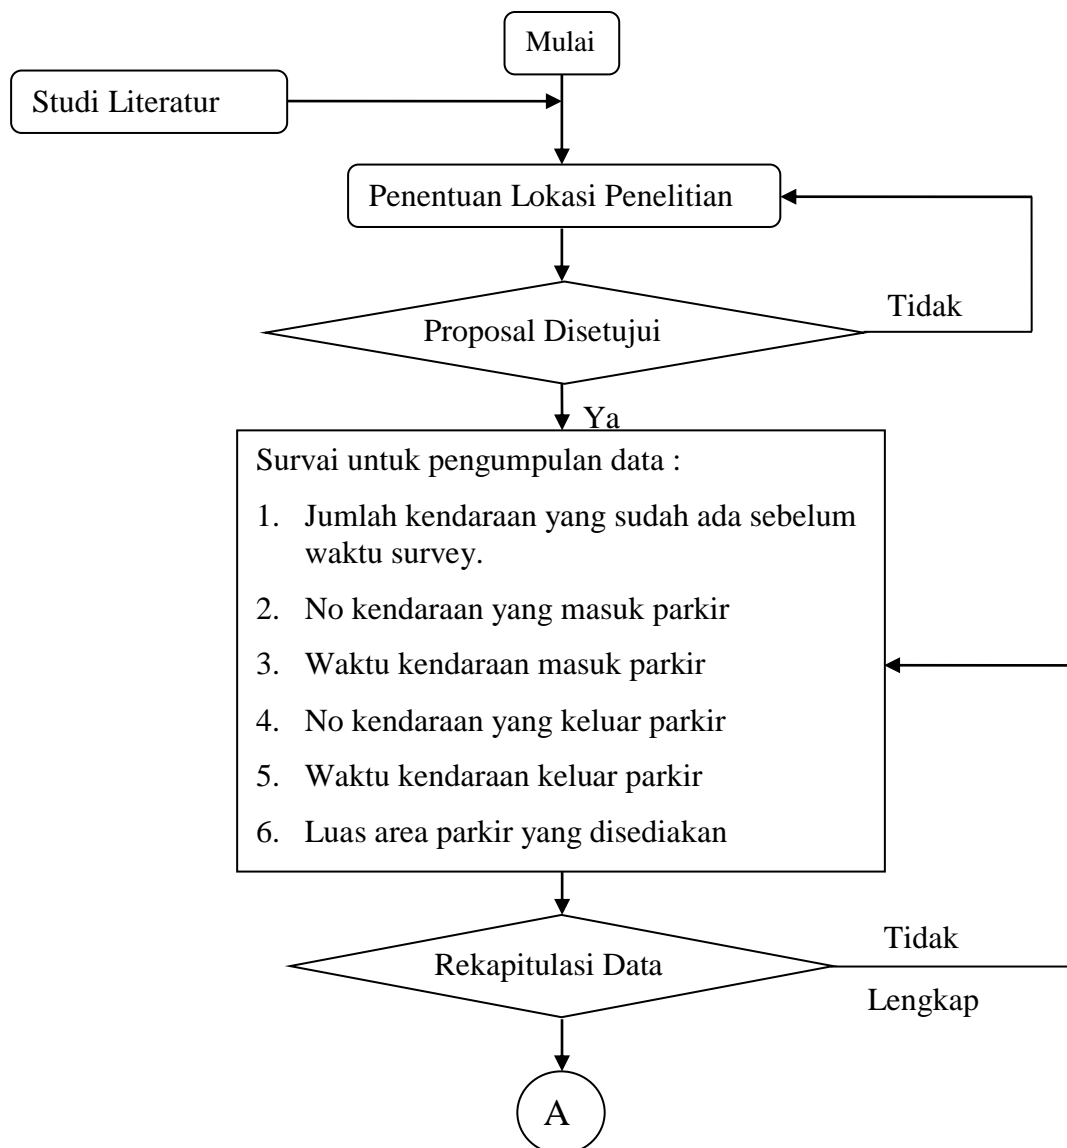 Mulai
Studi Literatur
Penentuan Lokasi Penelitian
Tidak
Proposal Disetujui
Ya
Survai untuk pengumpulan data :
1. Jumlah kendaraan yang sudah ada sebelum
waktu survey.
2. No kendaraan yang masuk parkir
3. Waktu kendaraan masuk parkir
4. No kendaraan yang keluar parkir
5. Waktu kendaraan keluar parkir
6. Luas area parkir yang disediakan
Tidak
Rekapitulasi Data
Lengkap
A